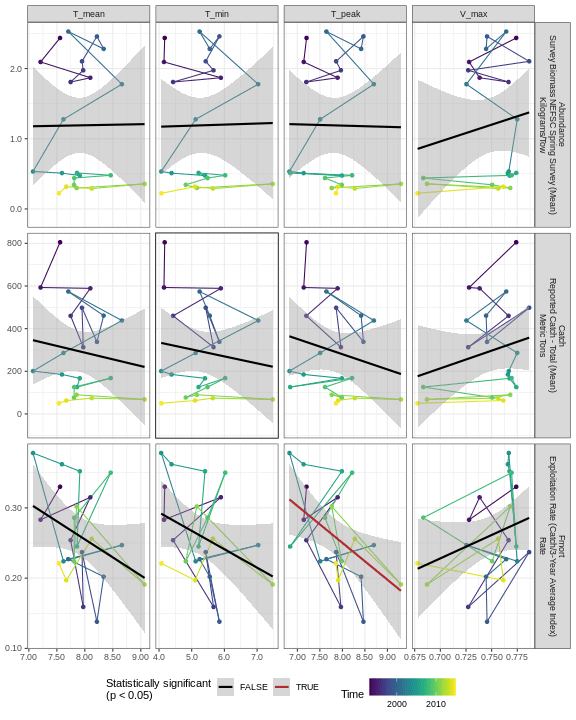 T_mean
T_min
T_peak
V_max
2.0
1.0
0.0
Abundance
Survey Biomass NEFSC Spring Survey (Mean)
Kilograms/Tow
800
600
400
200
0
Catch
Reported Catch - Total (Mean)
Metric Tons
0.30
0.20
0.10
Fmort
Exploitation Rate (Catch/3-Year Average Index)
Rate
7.00 7.50 8.00 8.50 9.00
4.0 5.0 6.0 7.0
7.00 7.50 8.00 8.50 9.00
0.675 0.700 0.725 0.750 0.775
Statistically significant
(p < 0.05)
FALSE
TRUE
Time
2000 2010